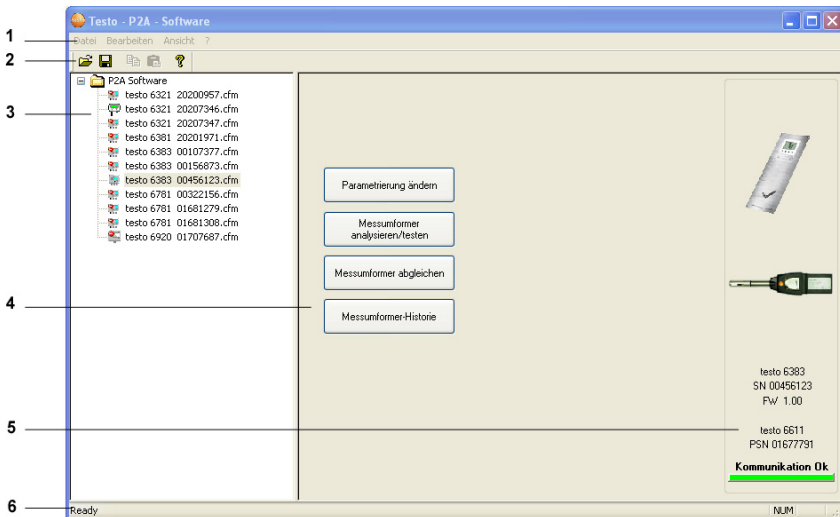 Testo - P2A - Software
1
Datei Bearbeiten Ansicht ?
2
P2A Software
testo 6321 20200957.cfm
3
testo 6321 20207346.cfm
testo 6321 20207347.cfm
testo 6381 20201971.cfm
testo 6383 00107377.cfm
testo 6383 00156873.cfm
testo 6383 00456123.cfm
testo 6781 00322156.cfm
testo 6781 01681279.cfm
testo 6781 01681308.cfm
testo 6920 01707687.cfm
Parametrierung ändern
Messumformer
analysieren/testen
Messumformer abgleichen
4
Messumformer-Historie
testo 6383
SN 00456123
FW 1.00
5
testo 6611
PSN 01677791
Kommunikation Ok
6
Ready
NUM